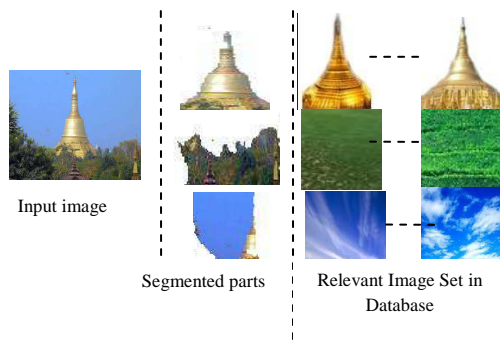 Input image
Segmented parts
Relevant Image Set in
Database